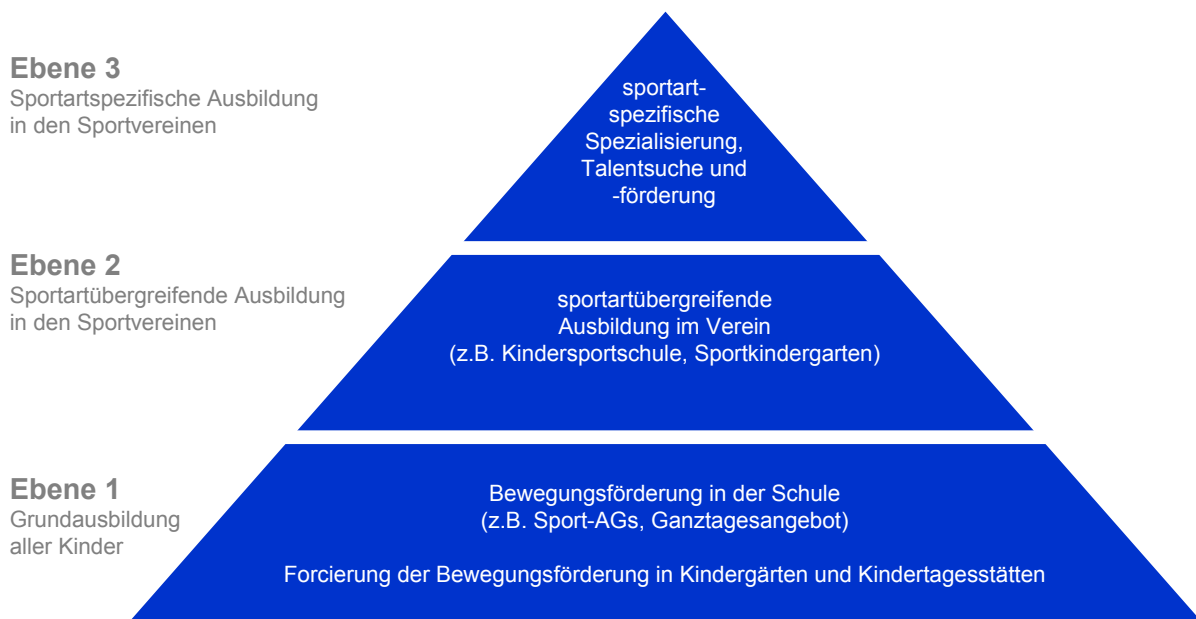 Ebene 3
Sportartspezifische Ausbildung
in den Sportvereinen
sportart-
spezifische
Spezialisierung,
Talentsuche und
-förderung
Ebene 2
Sportartübergreifende Ausbildung
in den Sportvereinen
sportartübergreifende
Ausbildung im Verein
(z.B. Kindersportschule, Sportkindergarten)
Ebene 1
Grundausbildung
aller Kinder
Bewegungsförderung in der Schule
(z.B. Sport-AGs, Ganztagesangebot)
Forcierung der Bewegungsförderung in Kindergärten und Kindertagesstätten